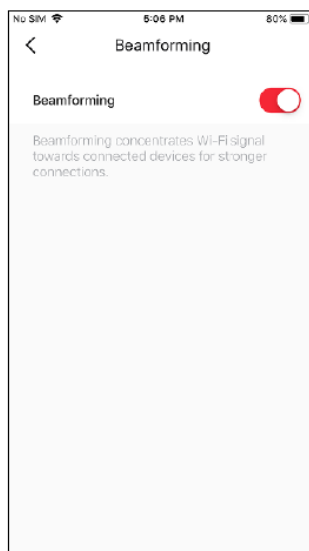 No SIM 5:06 PM 80%
Beamforming
Beamforming
Beamforming concentrates Wi-Fi signal
towards connected devices for stronger
connections.